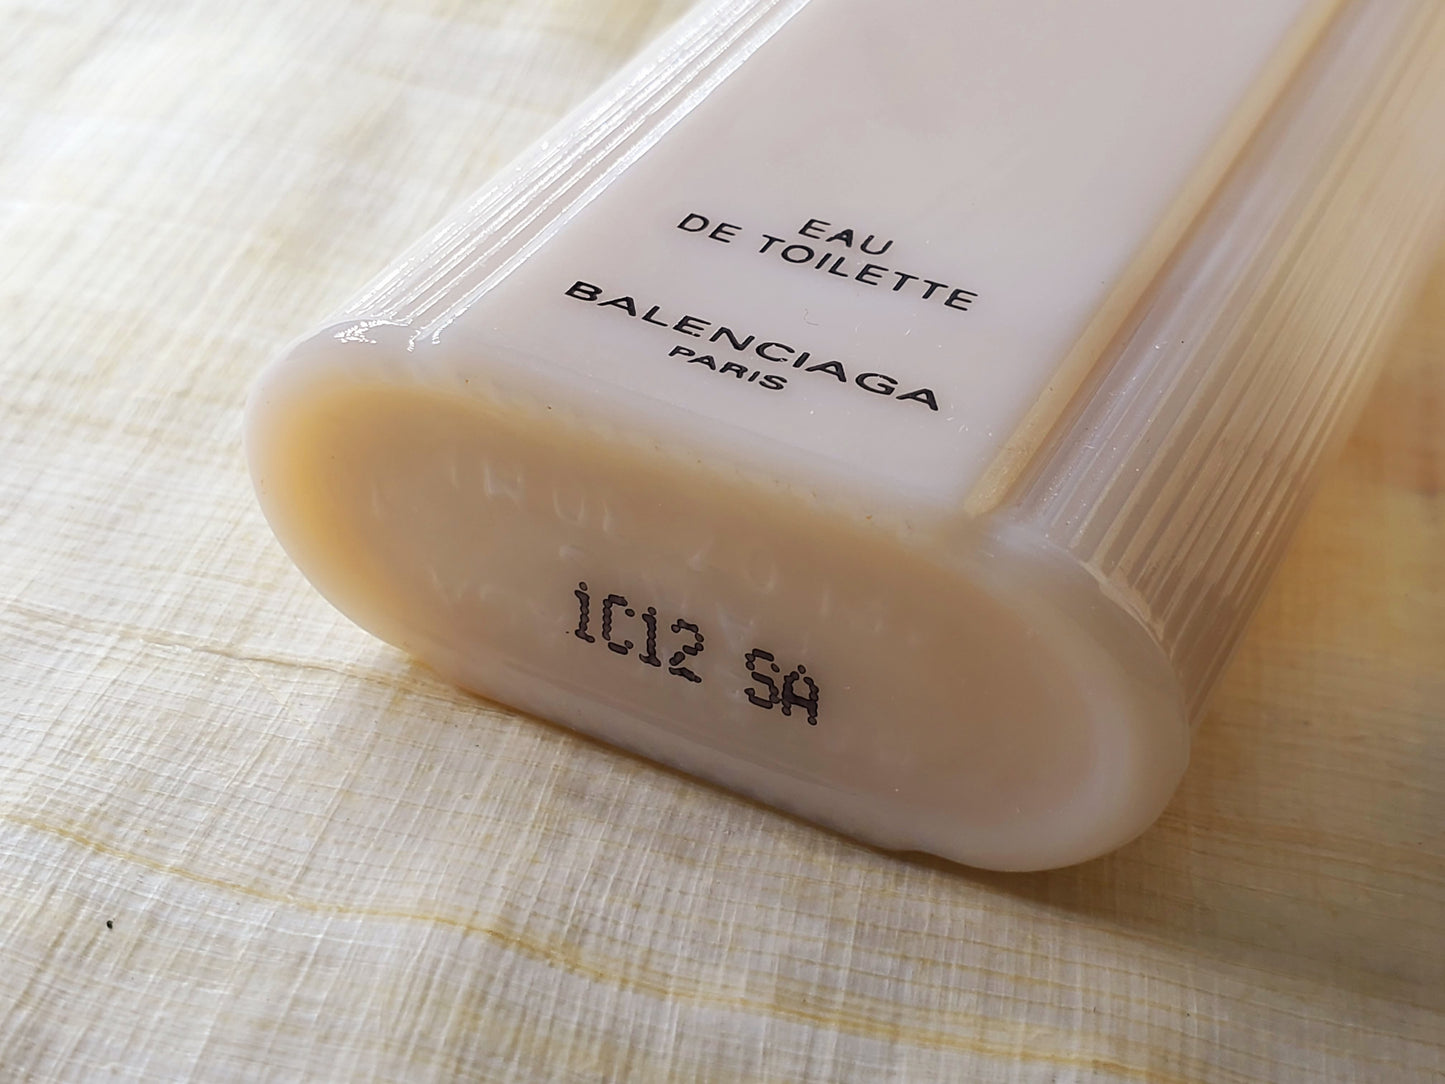 EAU
DE TOILETTE
BALENCIAGA
PARIS
1C12 SA